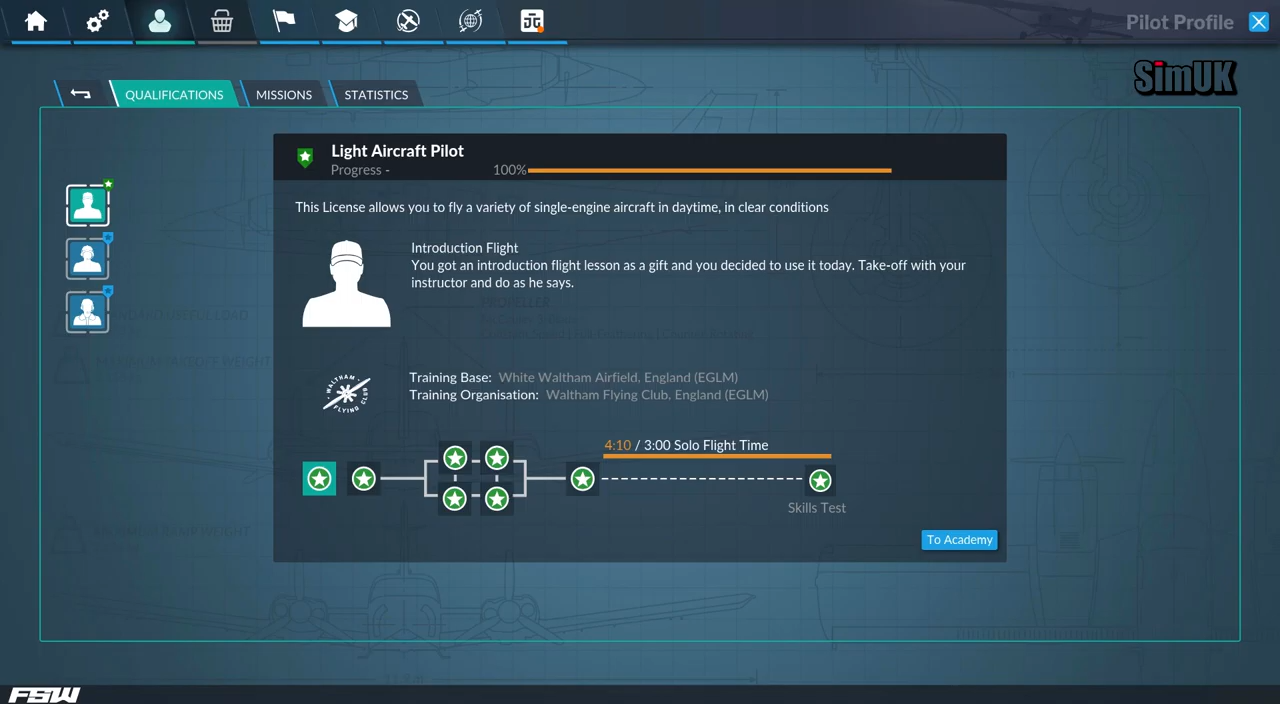 Pilot Profile
SimUK
QUALIFICATIONS
MISSIONS
STATISTICS
Light Aircraft Pilot
Progress -
100%
This License allows you to fly a variety of single-engine aircraft in daytime, in clear conditions
Introduction Flight
You got an introduction flight lesson as a gift and you decided to use it today. Take-off with your
instructor and do as he says.
PROPELLER
WALTHAM
FLYING CLUB
Training Base: White Waltham Airfield, England (EGLM)
Training Organisation: Waltham Flying Club, England (EGLM)
4:10 / 3:00 Solo Flight Time
Skills Test
To Academy
FSW